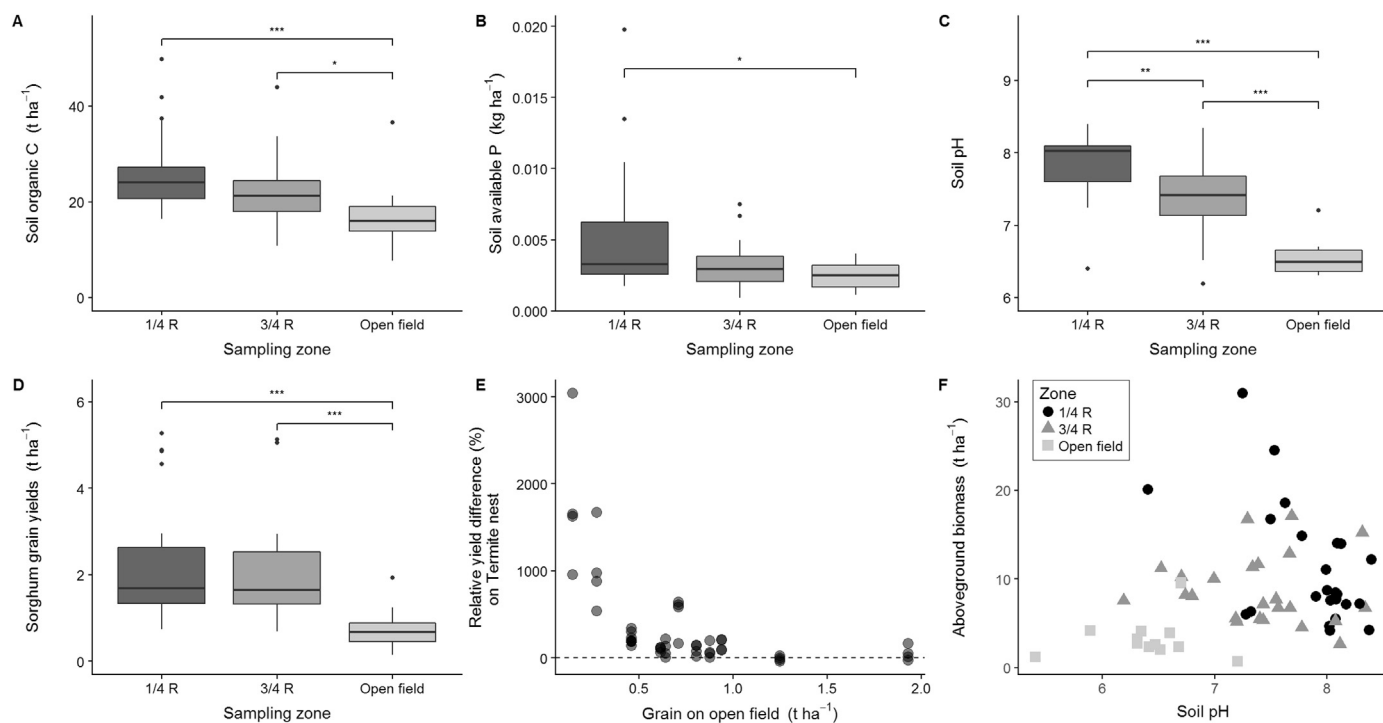 A
Soil organic C (t ha⁻¹)
40
20
0
***
*
1/4 R 3/4 R Open field
Sampling zone
B
Soil available P (kg ha⁻¹)
0.020
0.015
0.010
0.005
0.000
*
1/4 R 3/4 R Open field
Sampling zone
C
Soil pH
9
8
7
6
***
**
***
1/4 R 3/4 R Open field
Sampling zone
D
Sorghum grain yields (t ha⁻¹)
6
4
2
0
***
***
1/4 R 3/4 R Open field
Sampling zone
E
Relative yield difference (%)
on Termite nest
3000
2000
1000
0
0.5 1.0 1.5 2.0
Grain on open field (t ha⁻¹)
F
Aboveground biomass (t ha⁻¹)
30
20
10
0
Zone
1/4 R
3/4 R
Open field
6 7 8
Soil pH